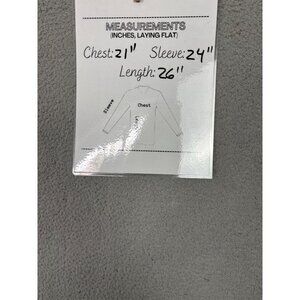 MEASUREMENTS
(INCHES, LAYING FLAT)
Chest: 21" Sleeve: 24"
Length: 26"
Chest
Sleeve